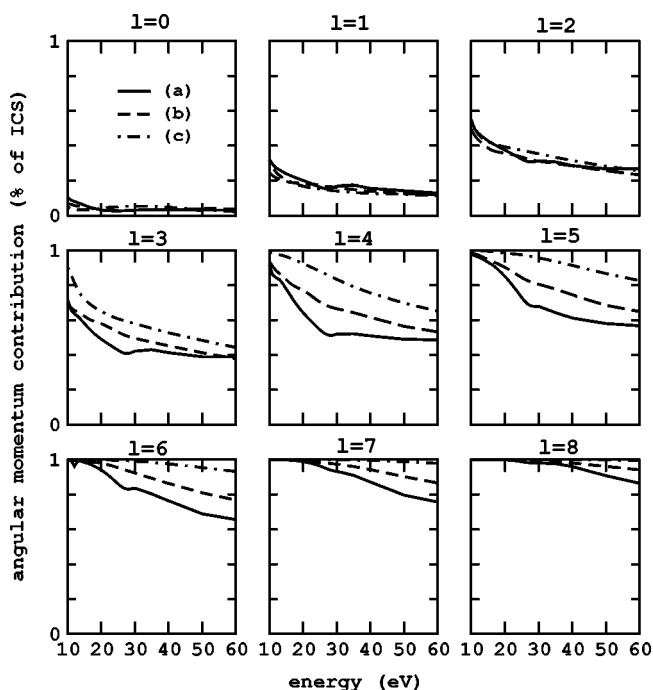 l=0 l=1 l=2
1
(a)
(b)
(c)
0
l=3 l=4 l=5
1
0
l=6 l=7 l=8
1
0
10 20 30 40 50 60 10 20 30 40 50 60 10 20 30 40 50 60
energy (eV)
angular momentum contribution (% of ICS)